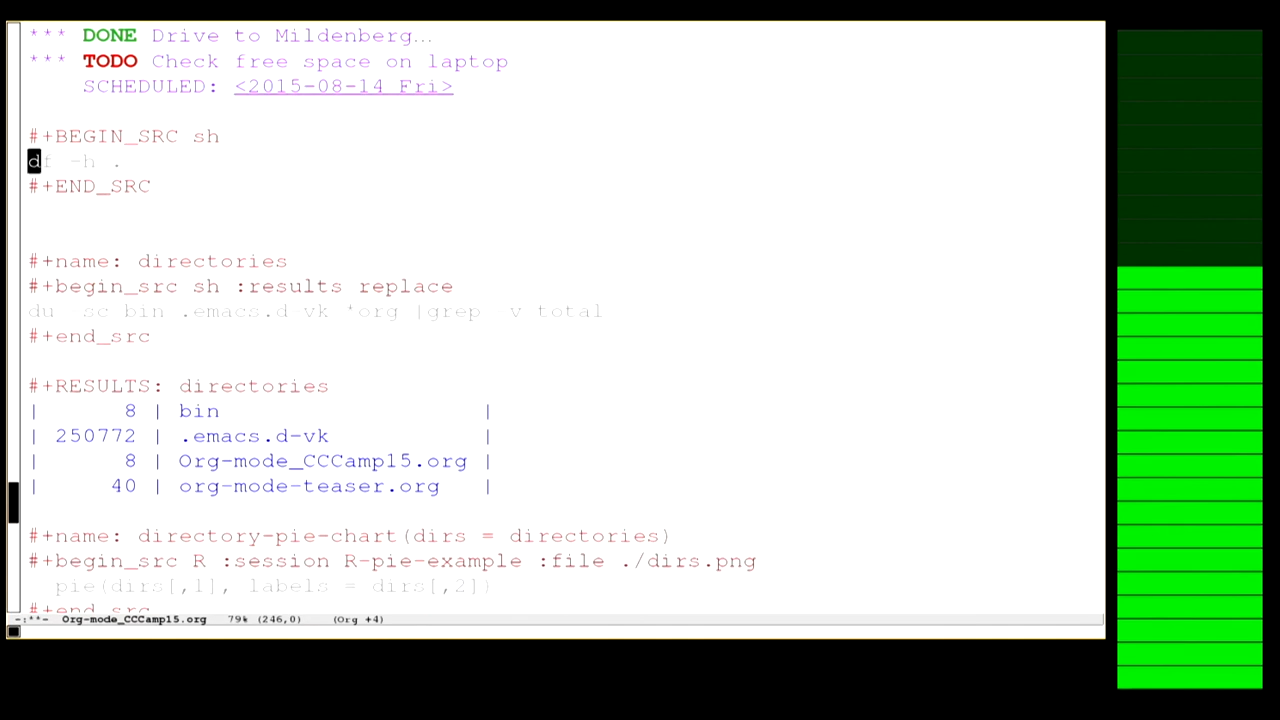 *** DONE Drive to Mildenberg…
*** TODO Check free space on laptop
SCHEDULED: <2015-08-14 Fri>
#+BEGIN_SRC sh
df -h .
#+END_SRC
#+name: directories
#+begin_src sh :results replace
du -sc bin .emacs.d-vk *org |grep -v total
#+end_src
#+RESULTS: directories
| 8 | bin |
| 250772 | .emacs.d-vk |
| 8 | Org-mode_CCCamp15.org |
| 40 | org-mode-teaser.org |
#+name: directory-pie-chart(dirs = directories)
#+begin_src R :session R-pie-example :file ./dirs.png
pie(dirs[,1], labels = dirs[,2])
#+end_src
-:**- Org-mode_CCCamp15.org 79% (246,0) (Org +4)